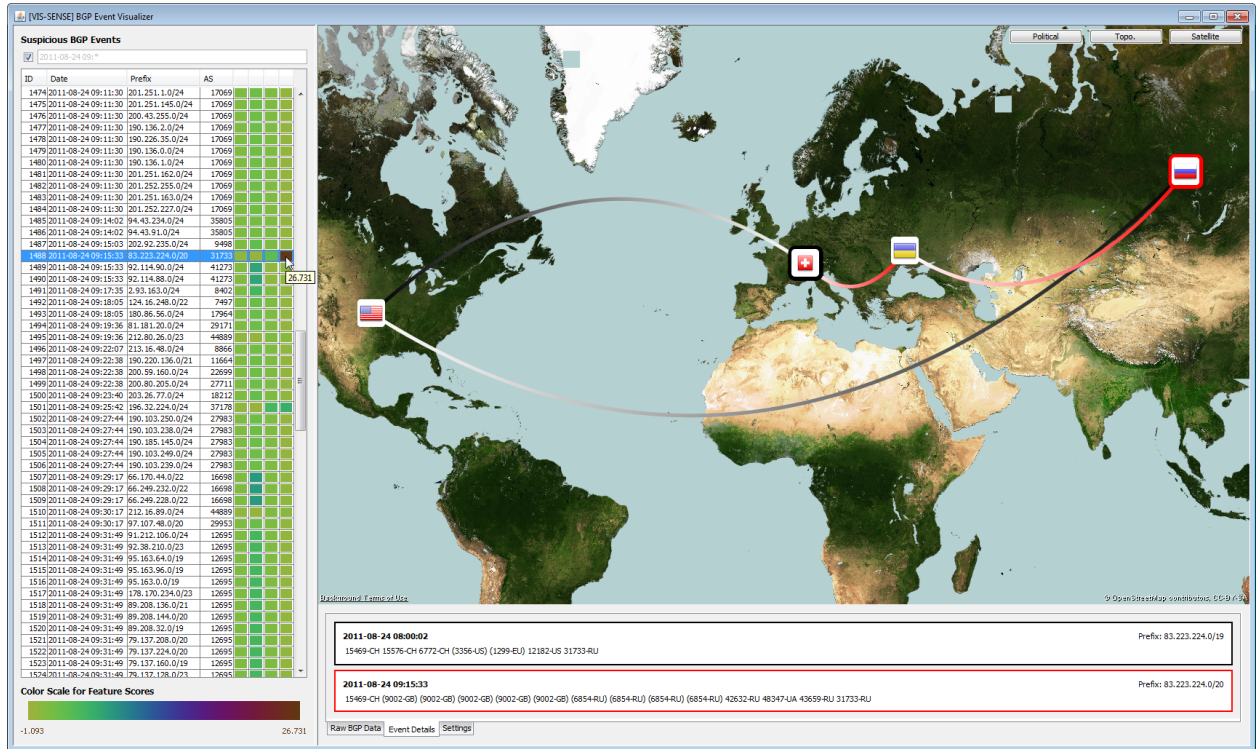 [VIS-SENSE] BGP Event Visualizer
Suspicious BGP Events
2011-08-24 09:*
ID Date Prefix AS
1474 2011-08-24 09:11:30 201.251.1.0/24 17069
1475 2011-08-24 09:11:30 201.251.145.0/24 17069
1476 2011-08-24 09:11:30 200.43.255.0/24 17069
1477 2011-08-24 09:11:30 190.136.2.0/24 17069
1478 2011-08-24 09:11:30 190.226.35.0/24 17069
1479 2011-08-24 09:11:30 190.136.0.0/24 17069
1480 2011-08-24 09:11:30 190.136.1.0/24 17069
1481 2011-08-24 09:11:30 201.251.162.0/24 17069
1482 2011-08-24 09:11:30 201.252.255.0/24 17069
1483 2011-08-24 09:11:30 201.251.163.0/24 17069
1484 2011-08-24 09:11:30 201.252.227.0/24 17069
1485 2011-08-24 09:14:02 94.43.234.0/24 35805
1486 2011-08-24 09:14:02 94.43.91.0/24 35805
1487 2011-08-24 09:15:03 202.92.235.0/24 9498
1488 2011-08-24 09:15:33 83.223.224.0/20 31733
1489 2011-08-24 09:15:33 92.114.90.0/24 41273
26.731
1490 2011-08-24 09:15:33 92.114.88.0/24 41273
1491 2011-08-24 09:17:35 2.93.163.0/24 8402
1492 2011-08-24 09:18:05 124.16.248.0/22 7497
1493 2011-08-24 09:18:05 180.86.56.0/24 17964
1494 2011-08-24 09:19:36 81.181.20.0/24 29171
1495 2011-08-24 09:19:36 212.80.26.0/23 44889
1496 2011-08-24 09:22:07 213.16.48.0/24 8866
1497 2011-08-24 09:22:38 190.220.136.0/21 11664
1498 2011-08-24 09:22:38 200.59.160.0/24 22699
1499 2011-08-24 09:22:38 200.80.205.0/24 27711
1500 2011-08-24 09:23:40 203.26.77.0/24 18212
1501 2011-08-24 09:25:42 196.32.224.0/24 37178
1502 2011-08-24 09:27:44 190.103.250.0/24 27983
1503 2011-08-24 09:27:44 190.103.238.0/24 27983
1504 2011-08-24 09:27:44 190.185.145.0/24 27983
1505 2011-08-24 09:27:44 190.103.249.0/24 27983
1506 2011-08-24 09:27:44 190.103.239.0/24 27983
1507 2011-08-24 09:29:17 66.170.44.0/22 16698
1508 2011-08-24 09:29:17 66.249.232.0/22 16698
1509 2011-08-24 09:29:17 66.249.228.0/22 16698
1510 2011-08-24 09:30:17 212.16.89.0/24 44889
1511 2011-08-24 09:30:17 97.107.48.0/20 29953
1512 2011-08-24 09:31:49 91.212.106.0/24 12695
1513 2011-08-24 09:31:49 92.38.210.0/23 12695
1514 2011-08-24 09:31:49 95.163.64.0/19 12695
1515 2011-08-24 09:31:49 95.163.96.0/19 12695
1516 2011-08-24 09:31:49 95.163.0.0/19 12695
1517 2011-08-24 09:31:49 178.170.234.0/23 12695
1518 2011-08-24 09:31:49 89.208.136.0/21 12695
1519 2011-08-24 09:31:49 89.208.144.0/20 12695
1520 2011-08-24 09:31:49 89.208.32.0/19 12695
1521 2011-08-24 09:31:49 79.137.208.0/20 12695
1522 2011-08-24 09:31:49 79.137.224.0/20 12695
1523 2011-08-24 09:31:49 79.137.160.0/19 12695
1524 2011-08-24 09:31:49 79.137.128.0/23 12695
Color Scale for Feature Scores
-1.093 26.731
Political Topo. Satellite
Background Terms of Use © OpenStreetMap contributors, CC-BY-SA
2011-08-24 08:00:02 Prefix: 83.223.224.0/19
15469-CH 15576-CH 6772-CH (3356-US) (1299-EU) 12182-US 31733-RU
2011-08-24 09:15:33 Prefix: 83.223.224.0/20
15469-CH (9002-GB) (9002-GB) (9002-GB) (9002-GB) (9002-GB) (6854-RU) (6854-RU) (6854-RU) (6854-RU) 42632-RU 48347-UA 43659-RU 31733-RU
Raw BGP Data Event Details Settings